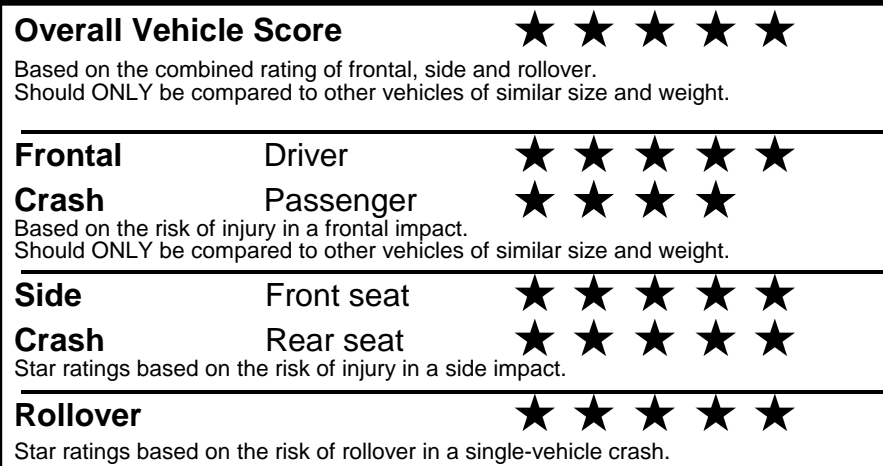 Overall Vehicle Score ★ ★ ★ ★ ★
Based on the combined rating of frontal, side and rollover.
Should ONLY be compared to other vehicles of similar size and weight.
Frontal Driver ★ ★ ★ ★ ★
Crash Passenger ★ ★ ★ ★
Based on the risk of injury in a frontal impact.
Should ONLY be compared to other vehicles of similar size and weight.
Side Front seat ★ ★ ★ ★ ★
Crash Rear seat ★ ★ ★ ★ ★
Star ratings based on the risk of injury in a side impact.
Rollover ★ ★ ★ ★ ★
Star ratings based on the risk of rollover in a single-vehicle crash.